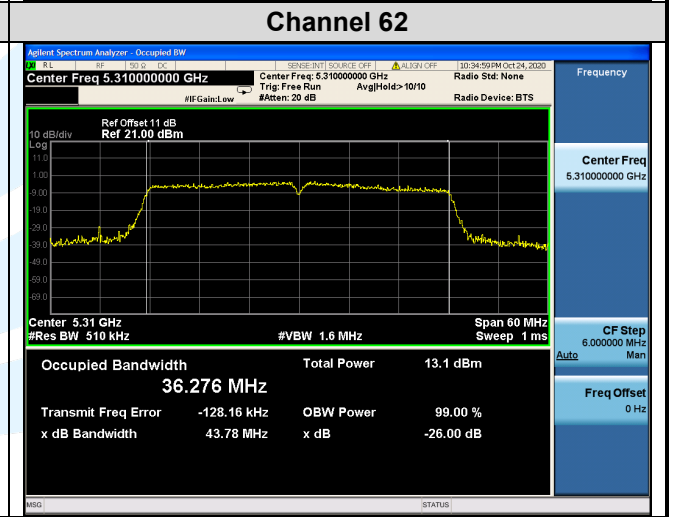 Channel 62
Agilent Spectrum Analyzer - Occupied BW
RL RF 50 Ω DC SENSE:INT SOURCE OFF ALIGN OFF 10:34:59 PM Oct 24, 2020
Center Freq 5.310000000 GHz Center Freq: 5.310000000 GHz Radio Std: None Frequency
Trig: Free Run Avg|Hold:>10/10
#IFGain:Low #Atten: 20 dB Radio Device: BTS
Ref Offset 11 dB
10 dB/div Ref 21.00 dBm
Log
11.0
1.00
-9.00
-19.0
-29.0
-39.0
-49.0
-59.0
-69.0
Center Freq
5.310000000 GHz
Center 5.31 GHz Span 60 MHz
#Res BW 510 kHz #VBW 1.6 MHz Sweep 1 ms
CF Step
6.000000 MHz
Auto Man
Occupied Bandwidth Total Power 13.1 dBm
36.276 MHz
Transmit Freq Error -128.16 kHz OBW Power 99.00 %
x dB Bandwidth 43.78 MHz x dB -26.00 dB
Freq Offset
0 Hz
MSG STATUS